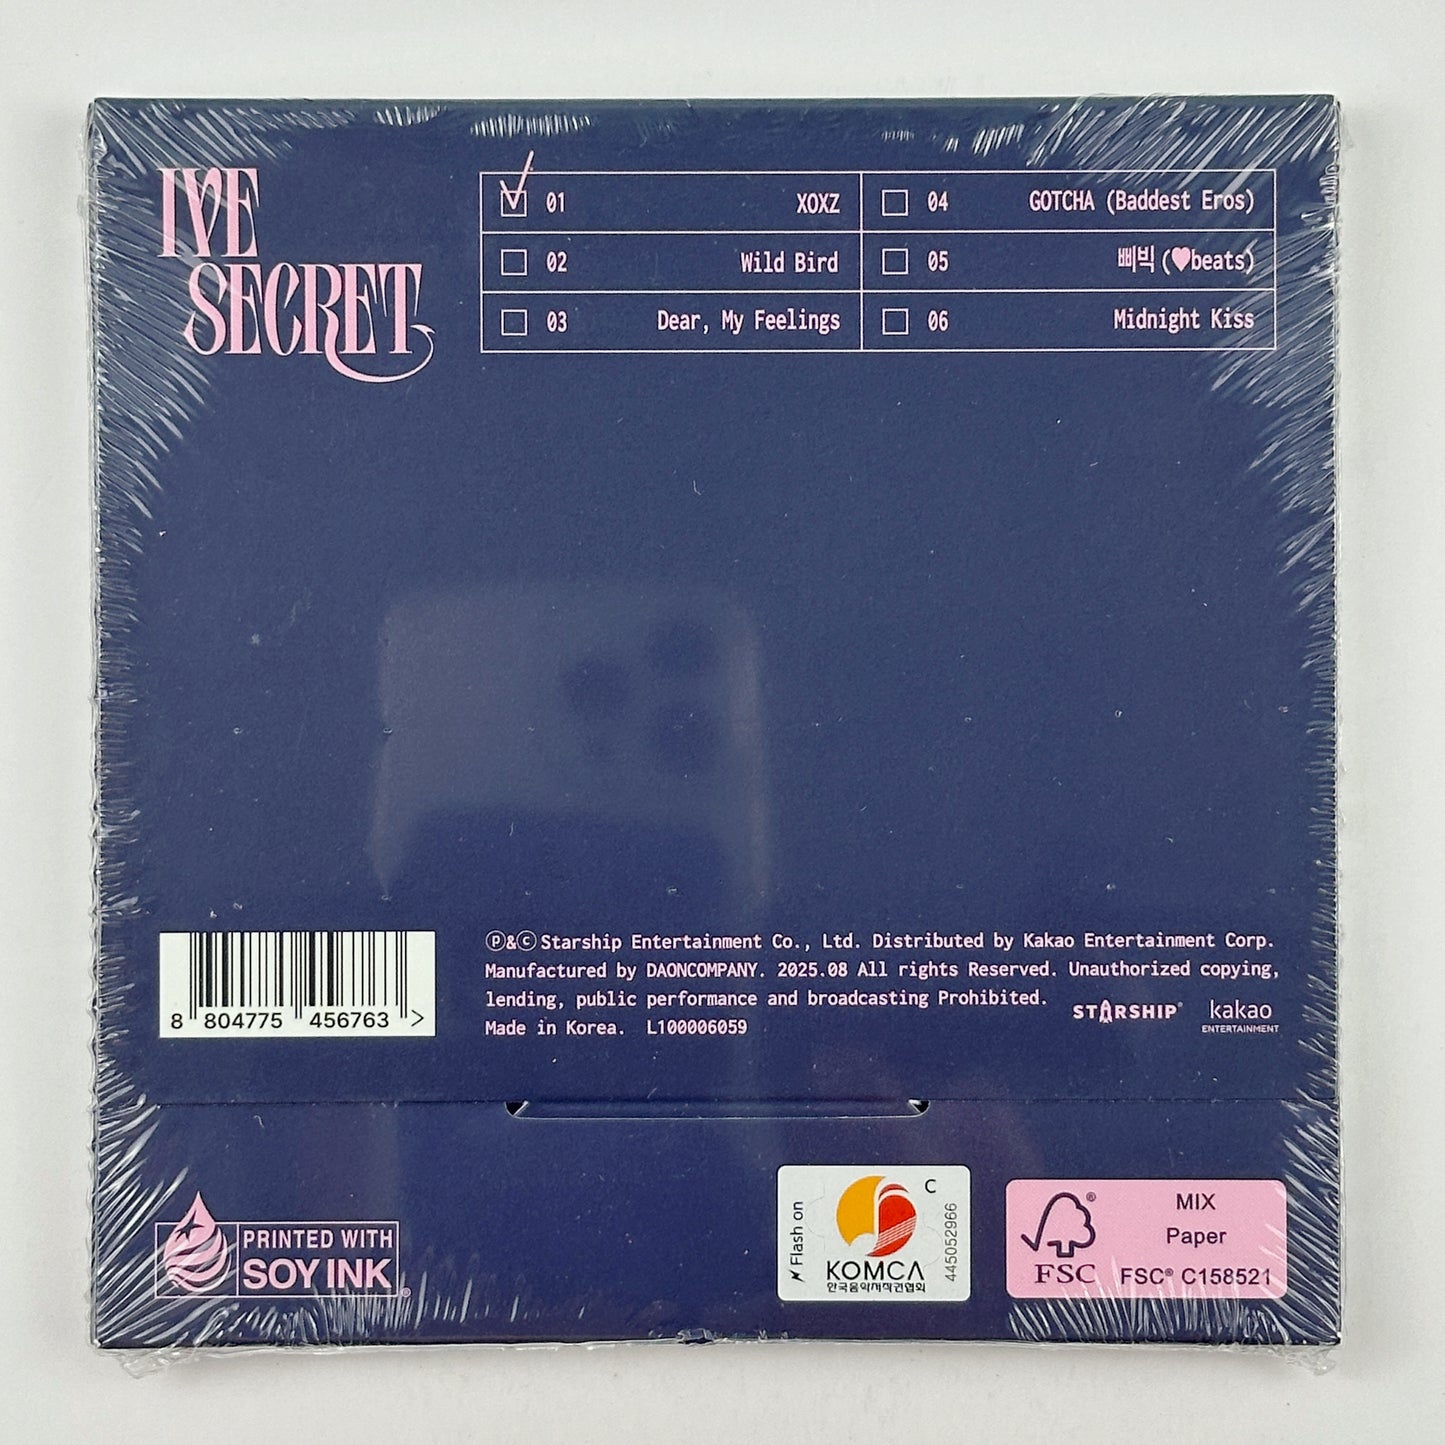 IVE
SECRET
01 XOXZ
02 Wild Bird
03 Dear, My Feelings
04 GOTCHA (Baddest Eros)
05 삐빅 (♥beats)
06 Midnight Kiss
8 804775 456763 >
Ⓟ&Ⓒ Starship Entertainment Co., Ltd. Distributed by Kakao Entertainment Corp.
Manufactured by DAONCOMPANY. 2025.08 All rights Reserved. Unauthorized copying,
lending, public performance and broadcasting Prohibited.
Made in Korea. L100006059
STARSHIP®
kakao
ENTERTAINMENT
PRINTED WITH
SOY INK®
Flash on
C
KOMCA
한국음악저작권협회
445052966
®
FSC
MIX
Paper
FSC® C158521